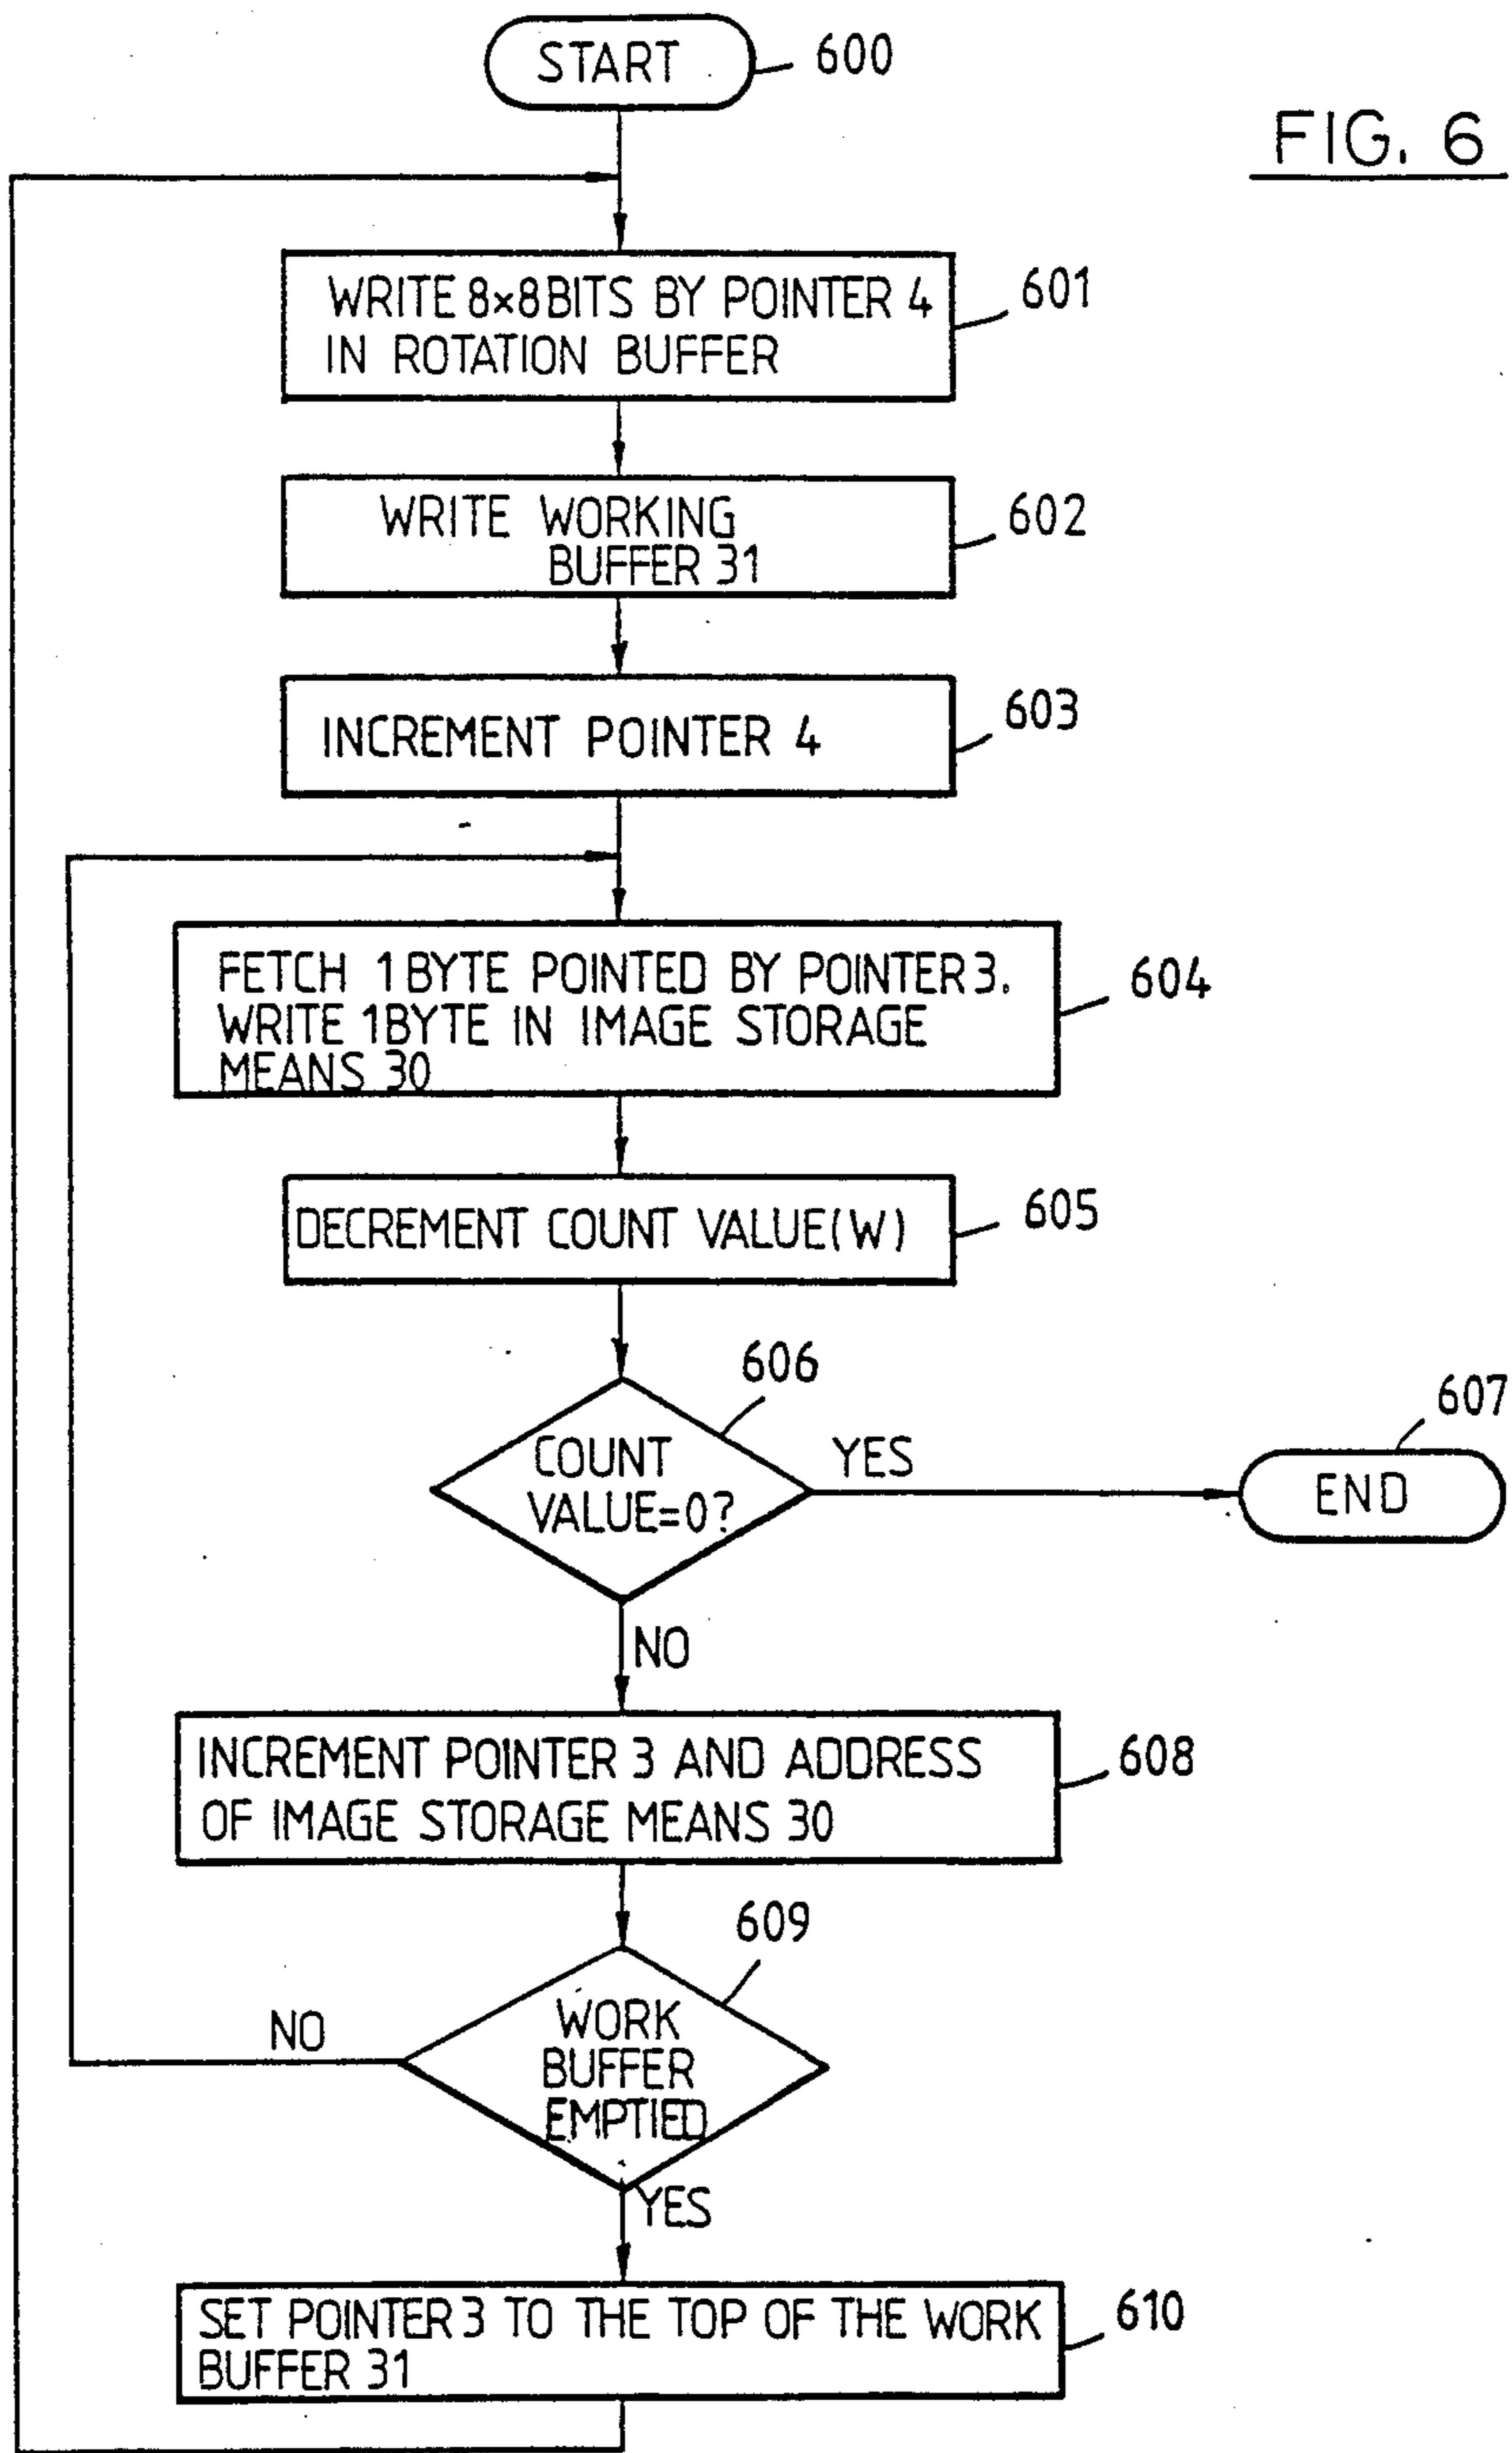 START
600
FIG. 6
WRITE 8×8 BITS BY POINTER 4
IN ROTATION BUFFER
601
WRITE WORKING
BUFFER 31
602
INCREMENT POINTER 4
603
FETCH 1 BYTE POINTED BY POINTER 3.
WRITE 1 BYTE IN IMAGE STORAGE
MEANS 30
604
DECREMENT COUNT VALUE(W)
605
606
COUNT
VALUE=0?
YES
607
END
NO
INCREMENT POINTER 3 AND ADDRESS
OF IMAGE STORAGE MEANS 30
608
609
WORK
BUFFER
EMPTIED
NO
YES
SET POINTER 3 TO THE TOP OF THE WORK
BUFFER 31
610